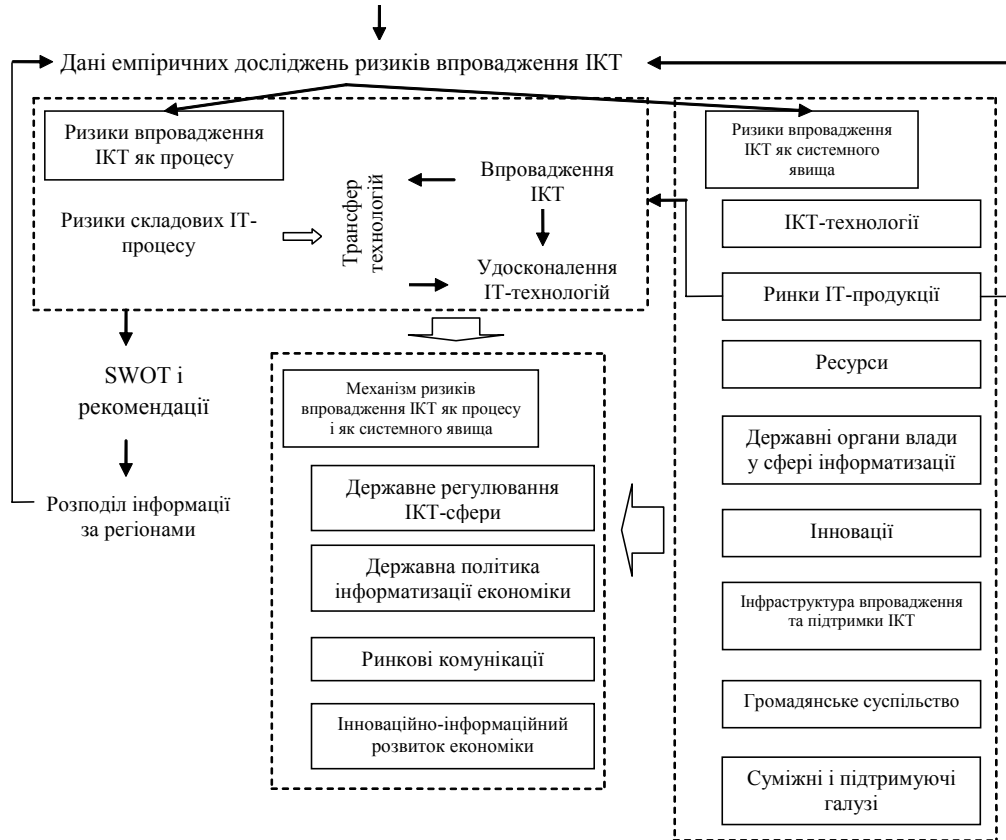 Дані емпіричних досліджень ризиків впровадження ІКТ
Ризики впровадження
ІКТ як процесу
Ризики складових ІТ-
процесу
Трансфер
технологій
Впровадження
ІКТ
Удосконалення
ІТ-технологій
SWOT і
рекомендації
Розподіл інформації
за регіонами
Механізм ризиків
впровадження ІКТ як процесу
і як системного явища
Державне регулювання
ІКТ-сфери
Державна політика
інформатизації економіки
Ринкові комунікації
Інноваційно-інформаційний
розвиток економіки
Ризики впровадження
ІКТ як системного
явища
ІКТ-технології
Ринки ІТ-продукції
Ресурси
Державні органи влади
у сфері інформатизації
Інновації
Інфраструктура впровадження
та підтримки ІКТ
Громадянське суспільство
Суміжні і підтримуючі
галузі